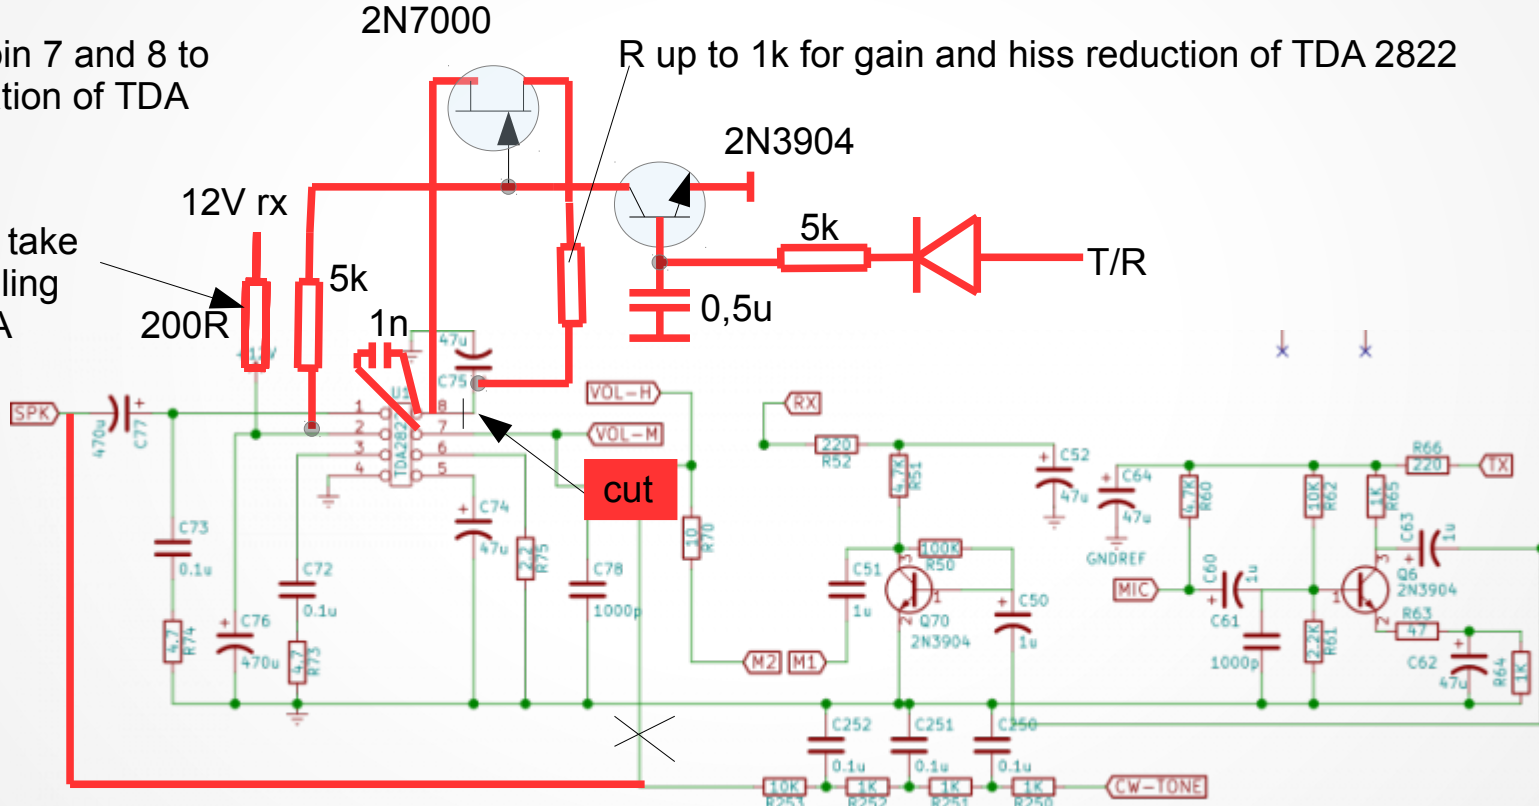 2N7000
pin 7 and 8 to
tion of TDA
R up to 1k for gain and hiss reduction of TDA 2822
2N3904
12V rx
take
ling
A
5k
200R
1n
5k
T/R
0,5u
+12V
47u
C75
U1
SPK
470u
C77
+
1
2
3
4
8
7
6
5
TDA282
VOL-H
VOL-M
cut
RX
220
R52
4.7K
R51
C52
47u
C64
47u
GNDREF
4.7K
R60
10K
R62
1K
R65
R66
220
TX
C63
1u
C73
0.1u
C72
0.1u
C74
47u
2.2
R75
C78
1000p
10
R70
C51
1u
100K
R50
3
1
2
Q70
2N3904
C50
1u
MIC
C60
1u
C61
1000p
2.2K
R61
3
1
2
Q6
2N3904
R63
47
C62
47u
R64
1K
4.7
R74
C76
470u
4.7
R73
M2
M1
C252
0.1u
C251
0.1u
C250
0.1u
10K
R253
1K
R252
1K
R251
1K
R250
CW-TONE